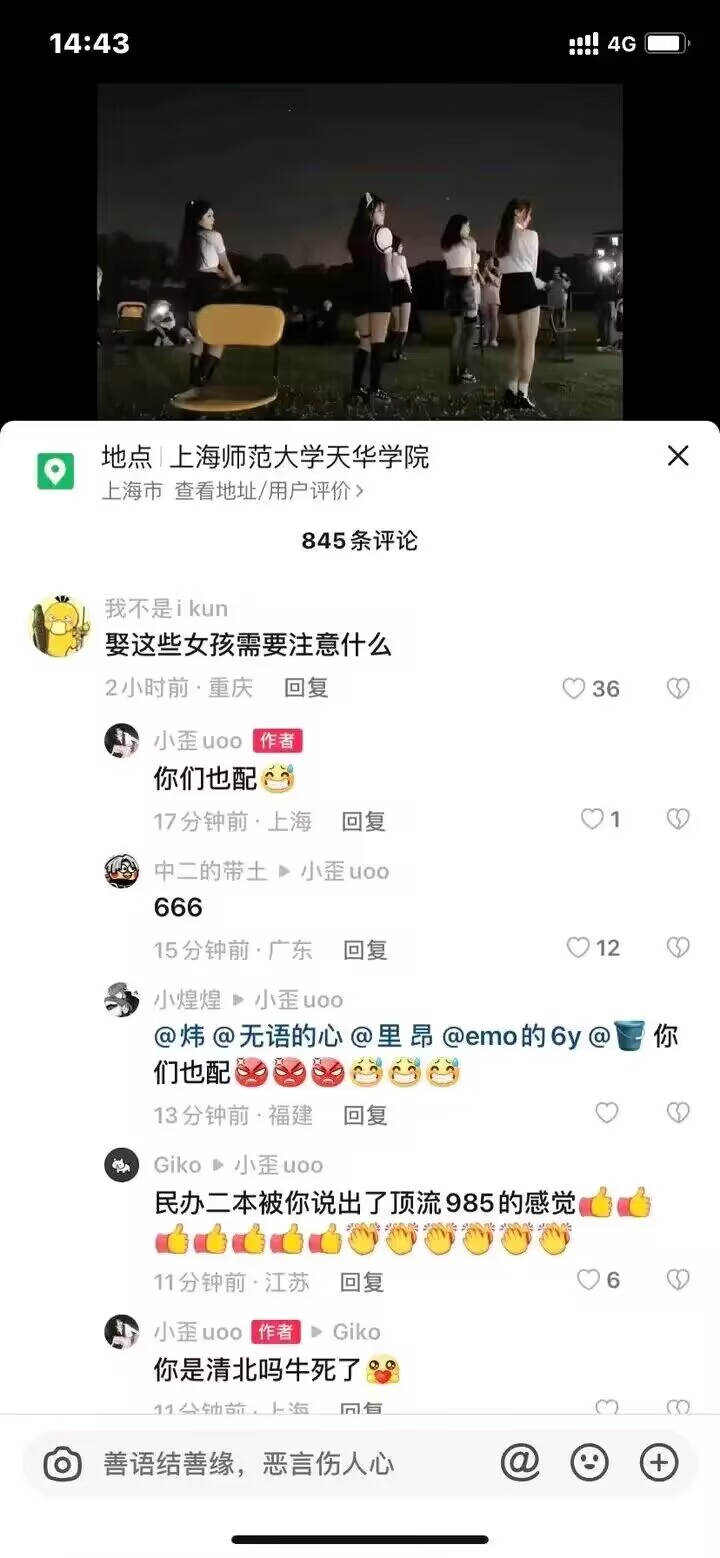 14:43
4G
地点 上海师范大学天华学院
上海市 查看地址/用户评价
845条评论
我不是i kun
娶这些女孩需要注意什么
2小时前·重庆 回复
36
小歪uoo 作者
你们也配😅
17分钟前·上海 回复
1
中二的带土 ▶ 小歪uoo
666
15分钟前·广东 回复
12
小煌煌 ▶ 小歪uoo
@炜 @无语的心 @里 昂 @emo的6y @🪣 你
们也配😡😡😡😅😅😅
13分钟前·福建 回复
Giko ▶ 小歪uoo
民办二本被你说出了顶流985的感觉👍👍
👍👍👍👍👍👏👏👏👏👏👏
11分钟前·江苏 回复
6
小歪uoo 作者 ▶ Giko
你是清北吗牛死了🥰
11分钟前·上海 回复
善语结善缘，恶言伤人心